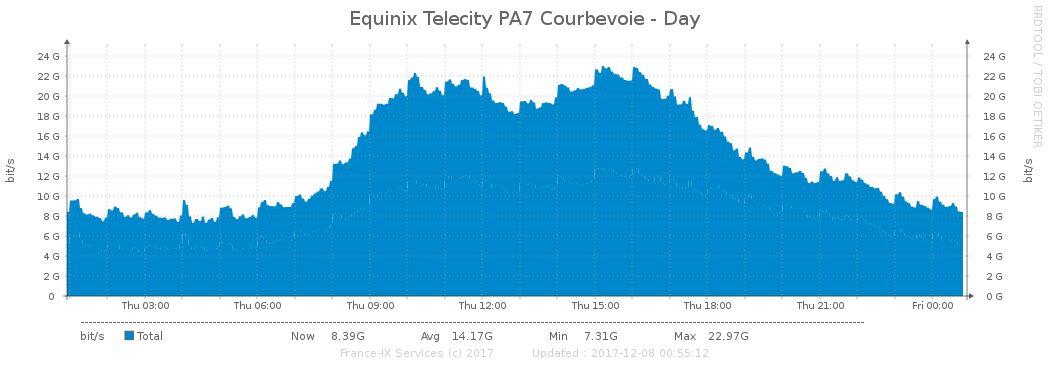 Equinix Telecity PA7 Courbevoie - Day
RRDTOOL / TOBI OETIKER
bit/s
24 G 24 G
22 G 22 G
20 G 20 G
18 G 18 G
16 G 16 G
14 G 14 G
12 G 12 G
10 G 10 G
8 G 8 G
6 G 6 G
4 G 4 G
2 G 2 G
0 0 G
bit/s
Thu 03:00 Thu 06:00 Thu 09:00 Thu 12:00 Thu 15:00 Thu 18:00 Thu 21:00 Fri 00:00
bit/s Total Now 8.39G Avg 14.17G Min 7.31G Max 22.97G
France-IX Services (c) 2017 Updated : 2017-12-08 00:55:12